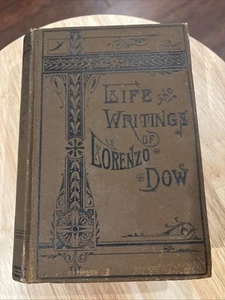 LIFE AND
WRITINGS
OF
LORENZO
DOW